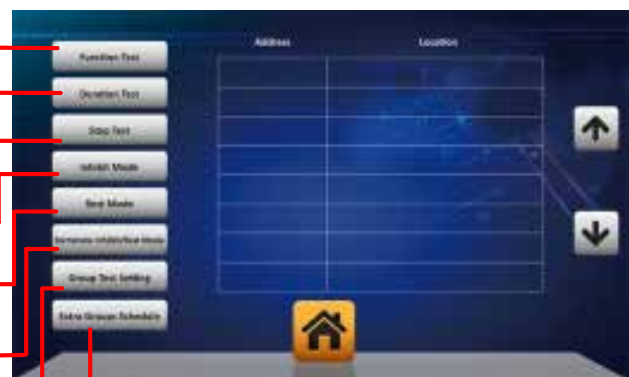 Address Location
Function Test
Duration Test
Stop Test
Inhibit Mode
Rest Mode
Terminate Inhibit/Rest Mode
Group Test Setting
Extra Groups Schedule